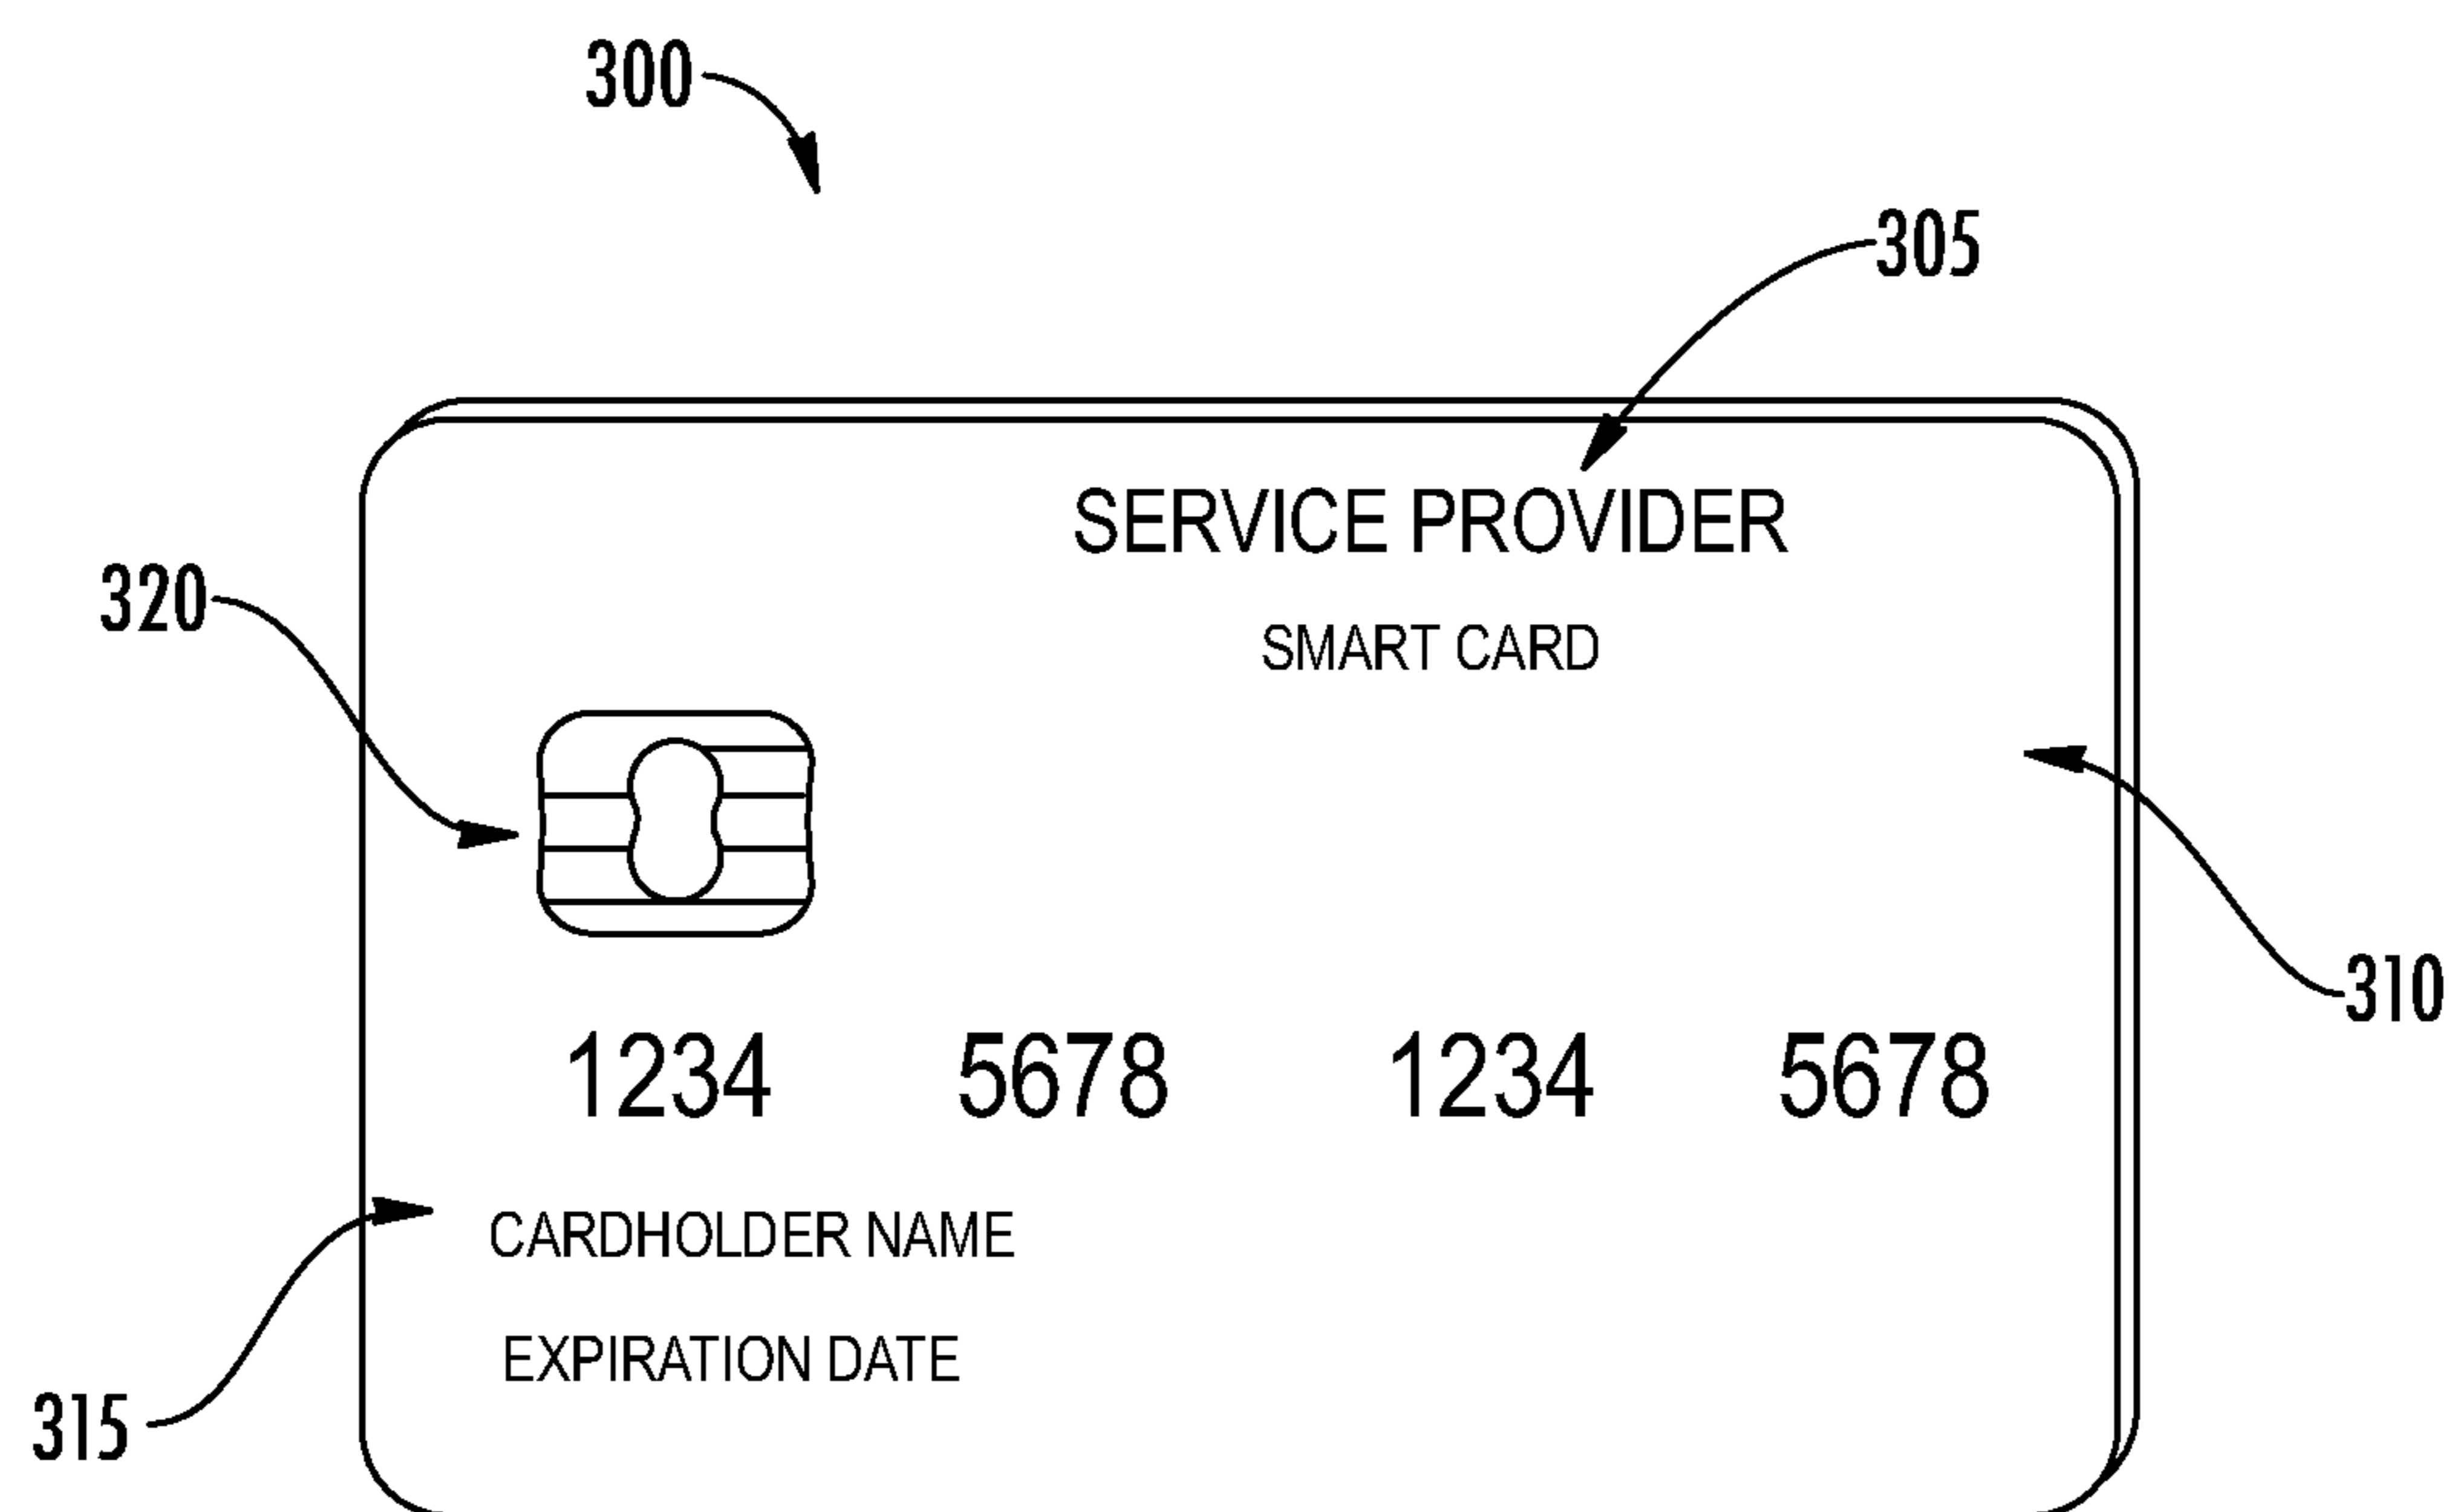 300
305
SERVICE PROVIDER
320
SMART CARD
310
1234 5678 1234 5678
CARDHOLDER NAME
EXPIRATION DATE
315